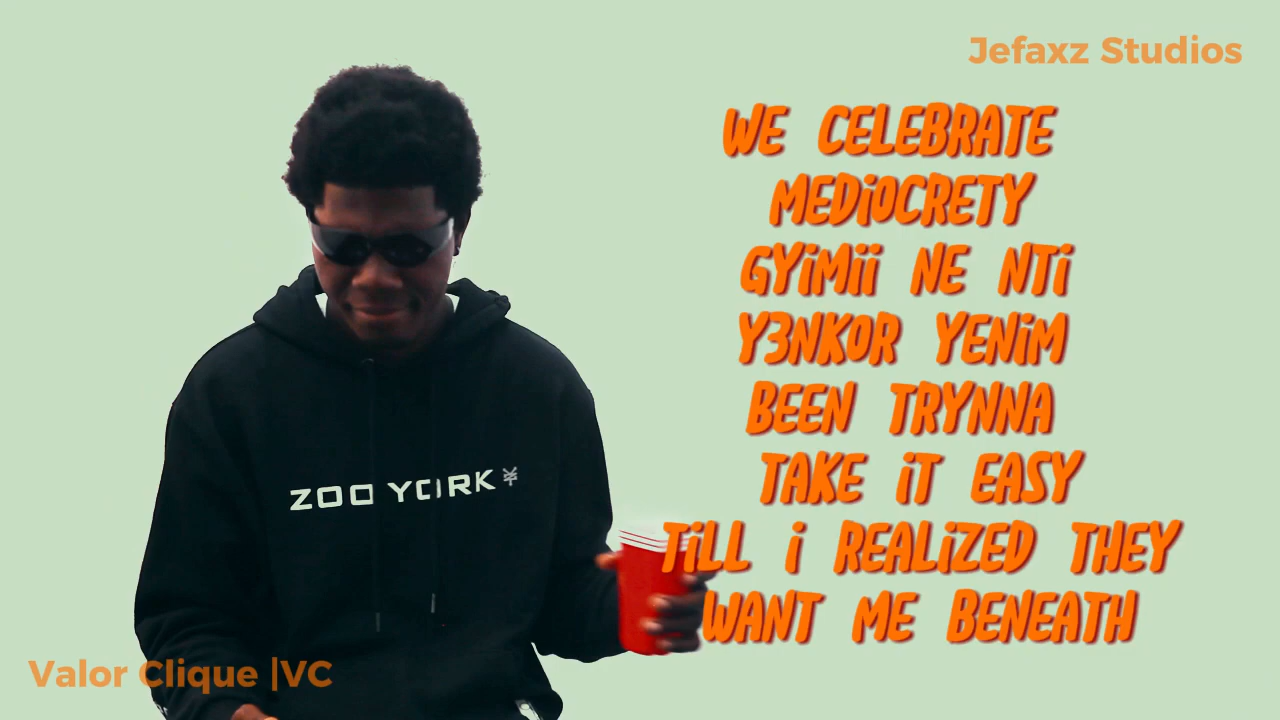 Jefaxz Studios
WE CELEBRATE
MEDiOCRETY
GYiMii NE NTi
Y3NKOR YENiM
BEEN TRYNNA
TAKE iT EASY
TiLL i REALiZED THEY
WANT ME BENEATH
ZOO YORK
Valor Clique |VC